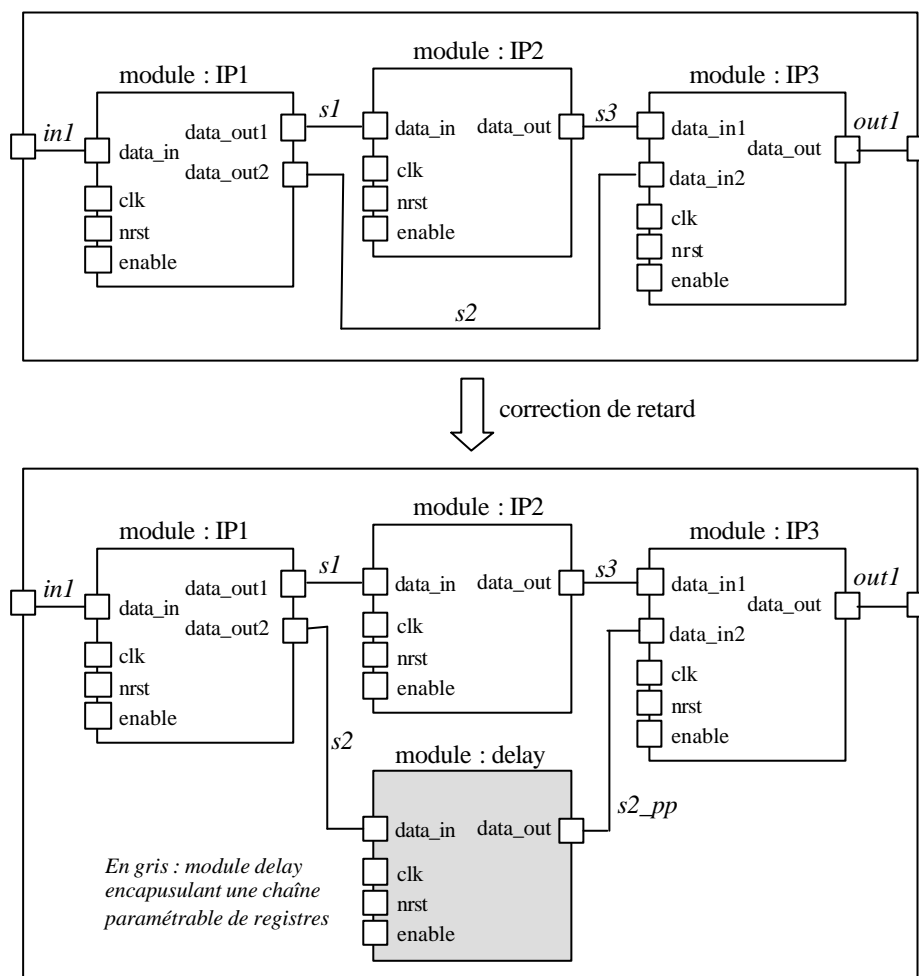 module : IP1
module : IP2
module : IP3
in1
data_out1
s1
data_in
data_out
s3
data_in1
out1
data_in
data_out2
data_out
data_in2
clk
nrst
enable
clk
nrst
enable
clk
nrst
enable
s2
correction de retard
module : IP1
module : IP2
module : IP3
in1
data_out1
s1
data_in
data_out
s3
data_in1
out1
data_in
data_out2
data_out
data_in2
clk
nrst
enable
clk
nrst
enable
clk
nrst
enable
s2
module : delay
data_in
data_out
s2_pp
clk
nrst
enable
En gris : module delay
encapusulant une chaîne
paramétrable de registres